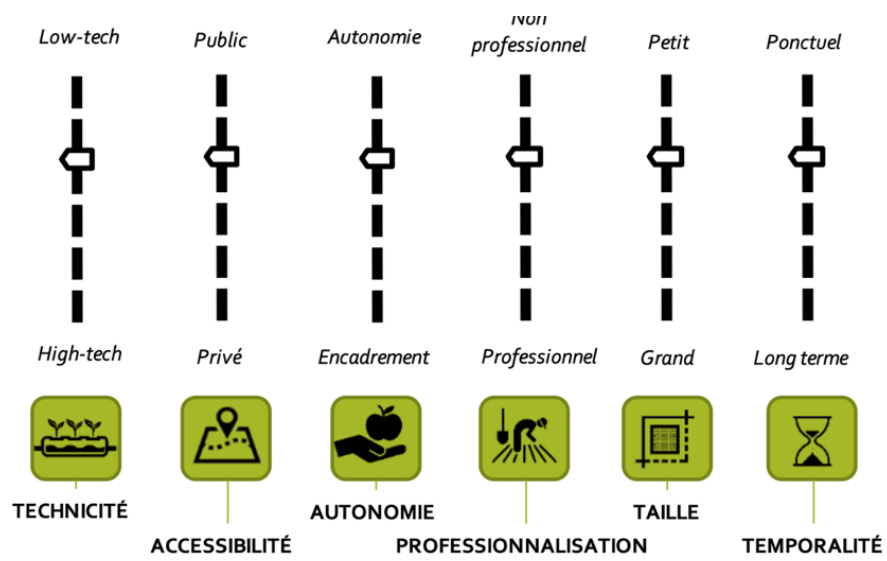 Low-tech
Public
Autonomie
Non
professionnel
Petit
Ponctuel
High-tech
Privé
Encadrement
Professionnel
Grand
Long terme
TECHNICITÉ
AUTONOMIE
TAILLE
ACCESSIBILITÉ
PROFESSIONNALISATION
TEMPORALITÉ